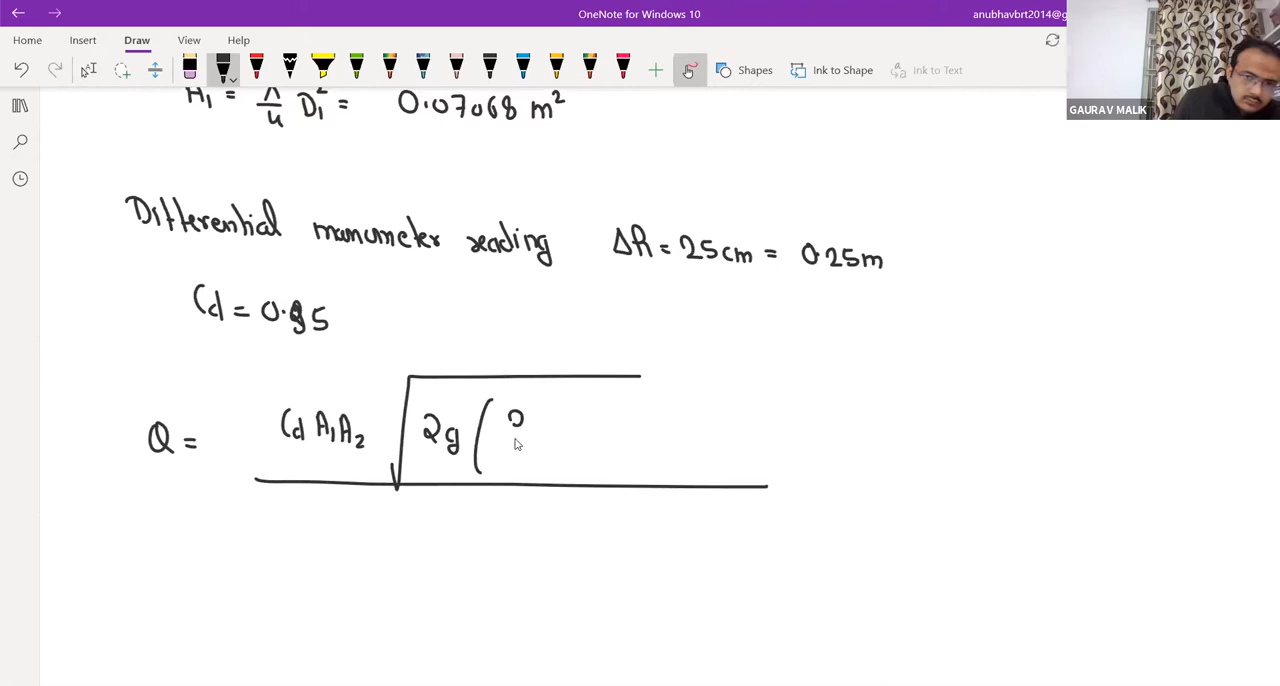 OneNote for Windows 10
anubhavbrt2014@g
Home Insert Draw View Help
Shapes Ink to Shape Ink to Text
GAURAV MALIK
A₁ = π/4 D₁² = 0.07068 m²
Differential manometer reading ΔR = 25cm = 0.25m
Cd = 0.95
Q = Cd A₁A₂ √ 2g (